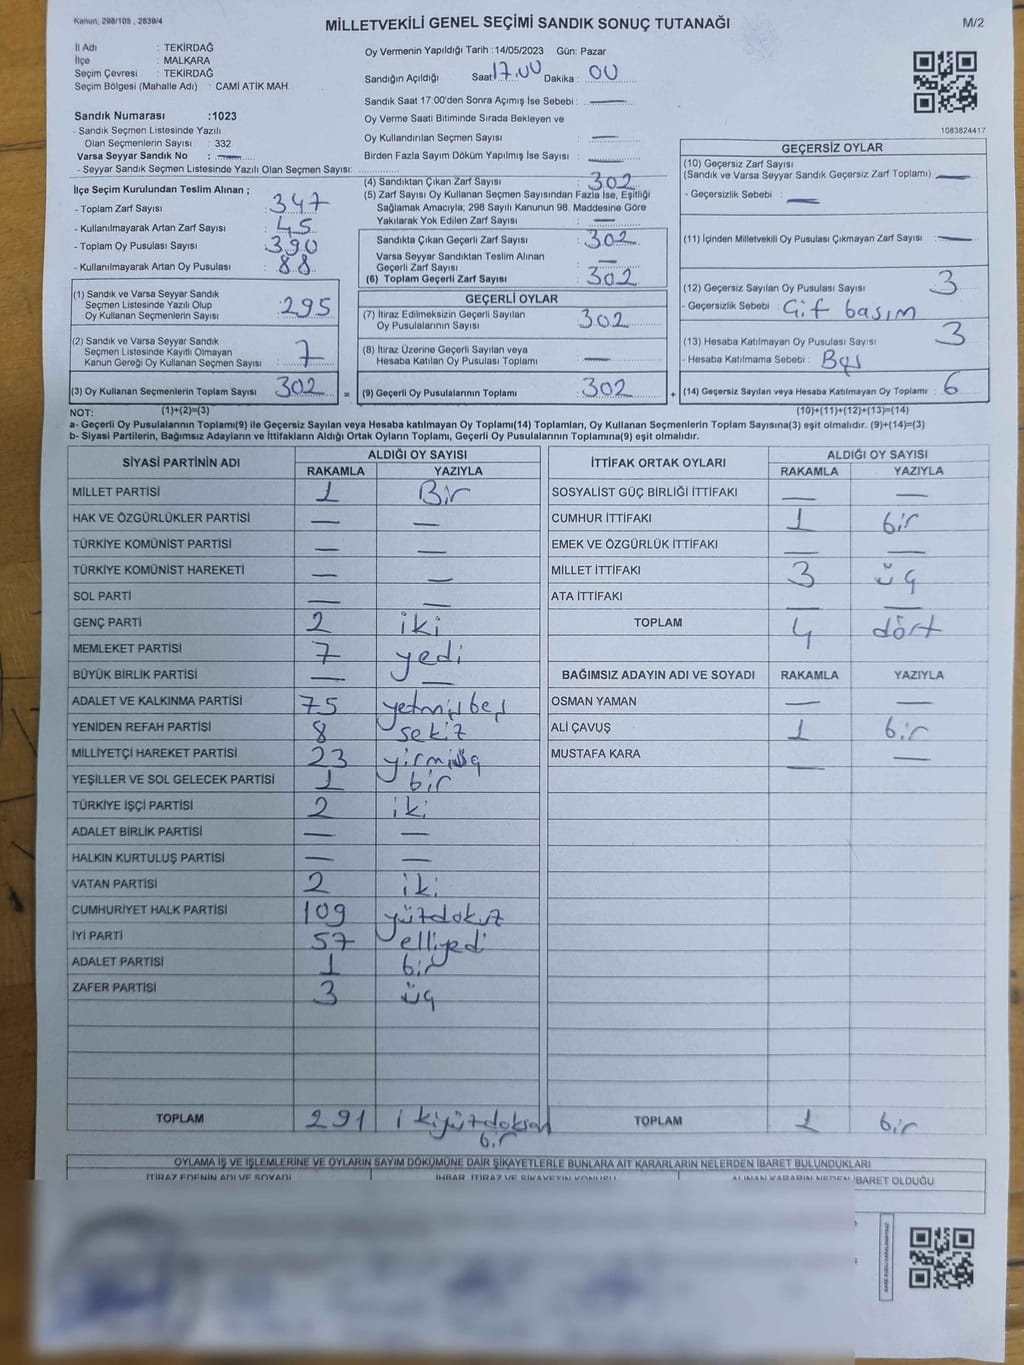 Kanun; 298/105 , 2839/4
MİLLETVEKİLİ GENEL SEÇİMİ SANDIK SONUÇ TUTANAĞI
M/2
İl Adı : TEKİRDAĞ
İlçe : MALKARA
Seçim Çevresi : TEKİRDAĞ
Seçim Bölgesi (Mahalle Adı) : CAMİ ATİK MAH.
Oy Vermenin Yapıldığı Tarih :14/05/2023 Gün: Pazar
Sandığın Açıldığı Saat 17.00 Dakika : 00
Sandık Saat 17:00'den Sonra Açımış İse Sebebi : —
Oy Verme Saati Bitiminde Sırada Bekleyen ve
Oy Kullandırılan Seçmen Sayısı : —
Birden Fazla Sayım Döküm Yapılmış İse Sayısı : —
1083824417
Sandık Numarası :1023
- Sandık Seçmen Listesinde Yazılı
Olan Seçmenlerin Sayısı : 332
Varsa Seyyar Sandık No : —
- Seyyar Sandık Seçmen Listesinde Yazılı Olan Seçmen Sayısı:
İlçe Seçim Kurulundan Teslim Alınan ;
- Toplam Zarf Sayısı : 347
- Kullanılmayarak Artan Zarf Sayısı : 45
- Toplam Oy Pusulası Sayısı : 390
- Kullanılmayarak Artan Oy Pusulası : 88
(1) Sandık ve Varsa Seyyar Sandık
Seçmen Listesinde Yazılı Olup
Oy Kullanan Seçmenlerin Sayısı : 295
(2) Sandık ve Varsa Seyyar Sandık
Seçmen Listesinde Kayıtlı Olmayan
Kanun Gereği Oy Kullanan Seçmen Sayısı : 7
(3) Oy Kullanan Seçmenlerin Toplam Sayısı : 302
(1)+(2)=(3)
(4) Sandıktan Çıkan Zarf Sayısı : 302
(5) Zarf Sayısı Oy Kullanan Seçmen Sayısından Fazla İse, Eşitliği
Sağlamak Amacıyla, 298 Sayılı Kanunun 98. Maddesine Göre
Yakılarak Yok Edilen Zarf Sayısı : —
Sandıkta Çıkan Geçerli Zarf Sayısı : 302
Varsa Seyyar Sandıktan Teslim Alınan
Geçerli Zarf Sayısı : —
(6) Toplam Geçerli Zarf Sayısı : 302
GEÇERLİ OYLAR
(7) İtiraz Edilmeksizin Geçerli Sayılan
Oy Pusulalarının Sayısı : 302
(8) İtiraz Üzerine Geçerli Sayılan veya
Hesaba Katılan Oy Pusulası Toplamı : —
= (9) Geçerli Oy Pusulalarının Toplamı : 302
GEÇERSİZ OYLAR
(10) Geçersiz Zarf Sayısı
(Sandık ve Varsa Seyyar Sandık Geçersiz Zarf Toplamı) —
- Geçersizlik Sebebi : —
(11) İçinden Milletvekili Oy Pusulası Çıkmayan Zarf Sayısı : —
(12) Geçersiz Sayılan Oy Pusulası Sayısı : 3
- Geçersizlik Sebebi : Çif basım
(13) Hesaba Katılmayan Oy Pusulası Sayısı : 3
- Hesaba Katılmama Sebebi : Boş
+ (14) Geçersiz Sayılan veya Hesaba Katılmayan Oy Toplamı : 6
(10)+(11)+(12)+(13)=(14)
NOT:
a- Geçerli Oy Pusulalarının Toplamı(9) ile Geçersiz Sayılan veya Hesaba katılmayan Oy Toplamı(14) Toplamları, Oy Kullanan Seçmenlerin Toplam Sayısına(3) eşit olmalıdır. (9)+(14)=(3)
b- Siyasi Partilerin, Bağımsız Adayların ve İttifakların Aldığı Ortak Oyların Toplamı, Geçerli Oy Pusulalarının Toplamına(9) eşit olmalıdır.
SİYASİ PARTİNİN ADI ALDIĞI OY SAYISI
RAKAMLA YAZIYLA
MİLLET PARTİSİ 1 Bir
HAK VE ÖZGÜRLÜKLER PARTİSİ — —
TÜRKİYE KOMÜNİST PARTİSİ — —
TÜRKİYE KOMÜNİST HAREKETİ — —
SOL PARTİ — —
GENÇ PARTİ 2 iki
MEMLEKET PARTİSİ 7 yedi
BÜYÜK BİRLİK PARTİSİ — —
ADALET VE KALKINMA PARTİSİ 75 yetmişbeş
YENİDEN REFAH PARTİSİ 8 sekiz
MİLLİYETÇİ HAREKET PARTİSİ 23 yirmiüç
YEŞİLLER VE SOL GELECEK PARTİSİ 1 bir
TÜRKİYE İŞÇİ PARTİSİ 2 iki
ADALET BİRLİK PARTİSİ — —
HALKIN KURTULUŞ PARTİSİ — —
VATAN PARTİSİ 2 iki
CUMHURİYET HALK PARTİSİ 109 yüzdokuz
İYİ PARTİ 57 elliyedi
ADALET PARTİSİ 1 bir
ZAFER PARTİSİ 3 üç
TOPLAM 291 ikiyüzdoksan
bir
İTTİFAK ORTAK OYLARI ALDIĞI OY SAYISI
RAKAMLA YAZIYLA
SOSYALİST GÜÇ BİRLİĞİ İTTİFAKI — —
CUMHUR İTTİFAKI 1 bir
EMEK VE ÖZGÜRLÜK İTTİFAKI — —
MİLLET İTTİFAKI 3 üç
ATA İTTİFAKI — —
TOPLAM 4 dört
BAĞIMSIZ ADAYIN ADI VE SOYADI RAKAMLA YAZIYLA
OSMAN YAMAN — —
ALİ ÇAVUŞ 1 bir
MUSTAFA KARA — —
TOPLAM 1 bir
OYLAMA İŞ VE İŞLEMLERİNE VE OYLARIN SAYIM DÖKÜMÜNE DAİR ŞİKAYETLERLE BUNLARA AİT KARARLARIN NELERDEN İBARET BULUNDUKLARI
İTİRAZ EDENİN ADI VE SOYADI İHBAR, İTİRAZ VE ŞİKAYETİN KONUSU ALINAN KARARIN NEDEN İBARET OLDUĞU